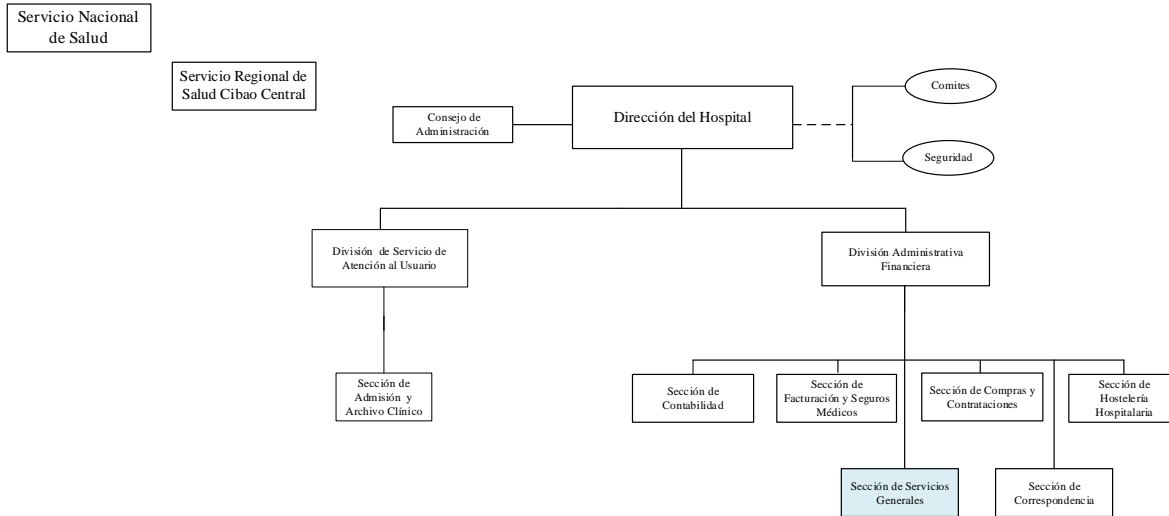 Servicio Nacional
de Salud
Servicio Regional de
Salud Cibao Central
Consejo de
Administración
Dirección del Hospital
Comites
Seguridad
División de Servicio de
Atención al Usuario
División Administrativa
Financiera
Sección de
Admisión y
Archivo Clínico
Sección de
Contabilidad
Sección de
Facturación y Seguros
Médicos
Sección de Compras y
Contrataciones
Sección de
Hostelería
Hospitalaria
Sección de Servicios
Generales
Sección de
Correspondencia